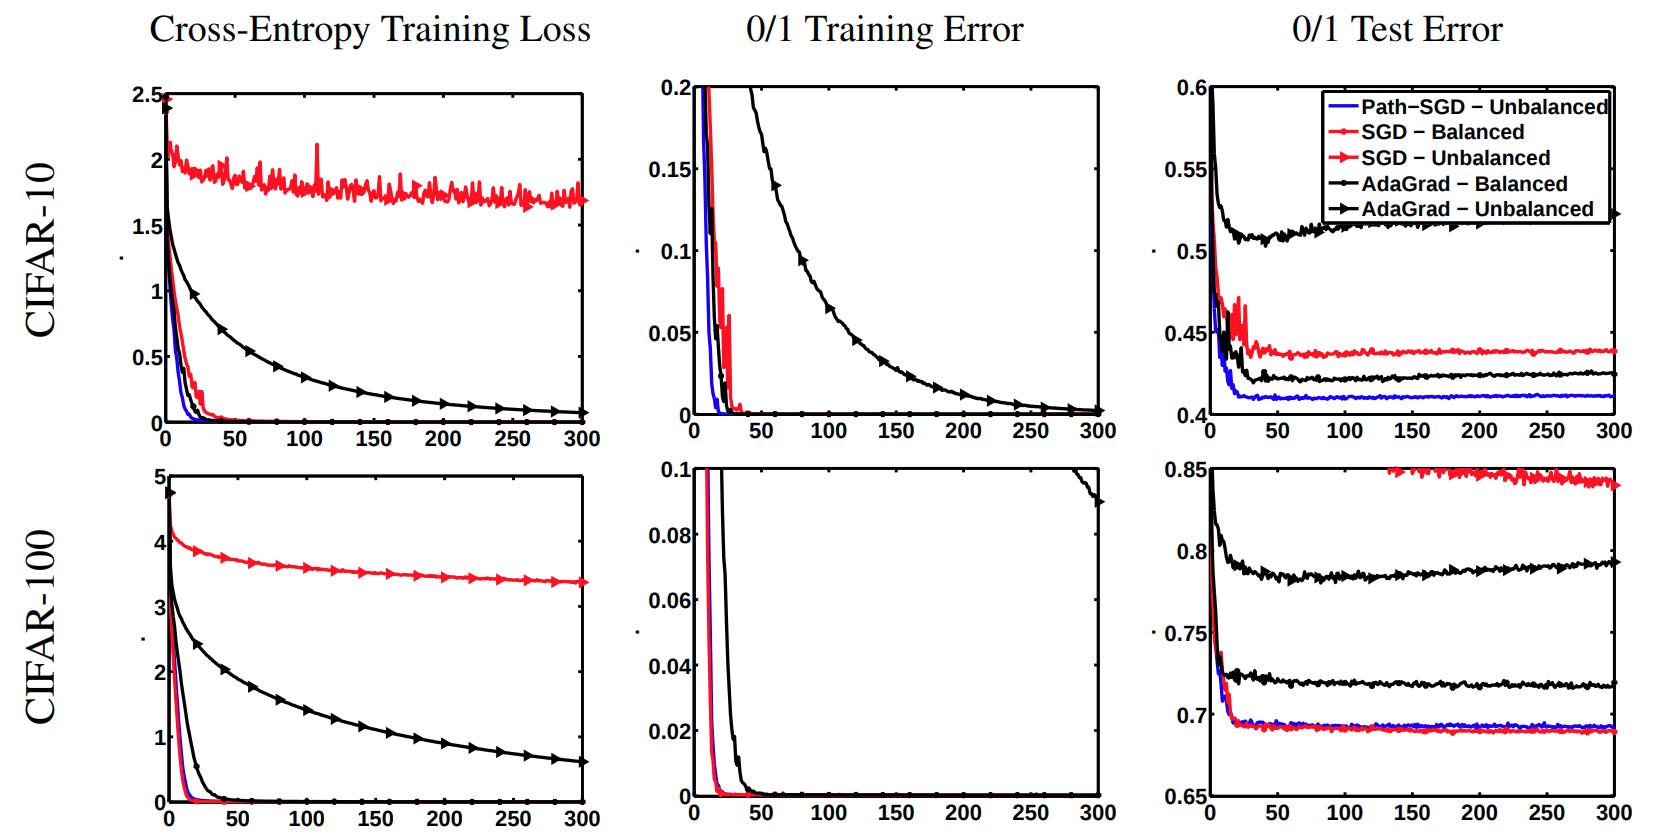 Cross-Entropy Training Loss
0/1 Training Error
0/1 Test Error
CIFAR-10
2.5
2
1.5
1
0.5
0
0 50 100 150 200 250 300
0.2
0.15
0.1
0.05
0
0 50 100 150 200 250 300
0.6
0.55
0.5
0.45
0.4
0 50 100 150 200 250 300
Path−SGD − Unbalanced
SGD − Balanced
SGD − Unbalanced
AdaGrad − Balanced
AdaGrad − Unbalanced
CIFAR-100
5
4
3
2
1
0
0 50 100 150 200 250 300
0.1
0.08
0.06
0.04
0.02
0
0 50 100 150 200 250 300
0.85
0.8
0.75
0.7
0.65
0 50 100 150 200 250 300